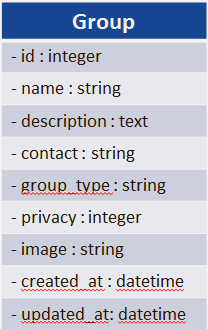 Group
- id : integer
- name : string
- description : text
- contact : string
- group_type : string
- privacy : integer
- image : string
- created_at : datetime
- updated_at: datetime